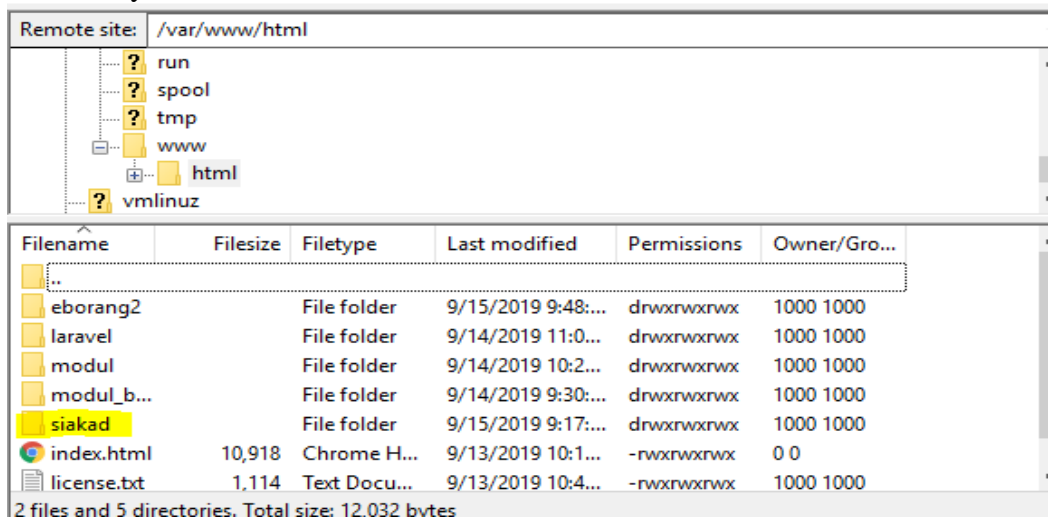 Remote site: /var/www/html
? run
? spool
? tmp
www
html
? vmlinuz
Filename Filesize Filetype Last modified Permissions Owner/Gro...
..
eborang2 File folder 9/15/2019 9:48:... drwxrwxrwx 1000 1000
laravel File folder 9/14/2019 11:0... drwxrwxrwx 1000 1000
modul File folder 9/14/2019 10:2... drwxrwxrwx 1000 1000
modul_b... File folder 9/14/2019 9:30:... drwxrwxrwx 1000 1000
siakad File folder 9/15/2019 9:17:... drwxrwxrwx 1000 1000
index.html 10,918 Chrome H... 9/13/2019 10:1... -rwxrwxrwx 0 0
license.txt 1,114 Text Docu... 9/13/2019 10:4... -rwxrwxrwx 1000 1000
2 files and 5 directories. Total size: 12,032 bytes